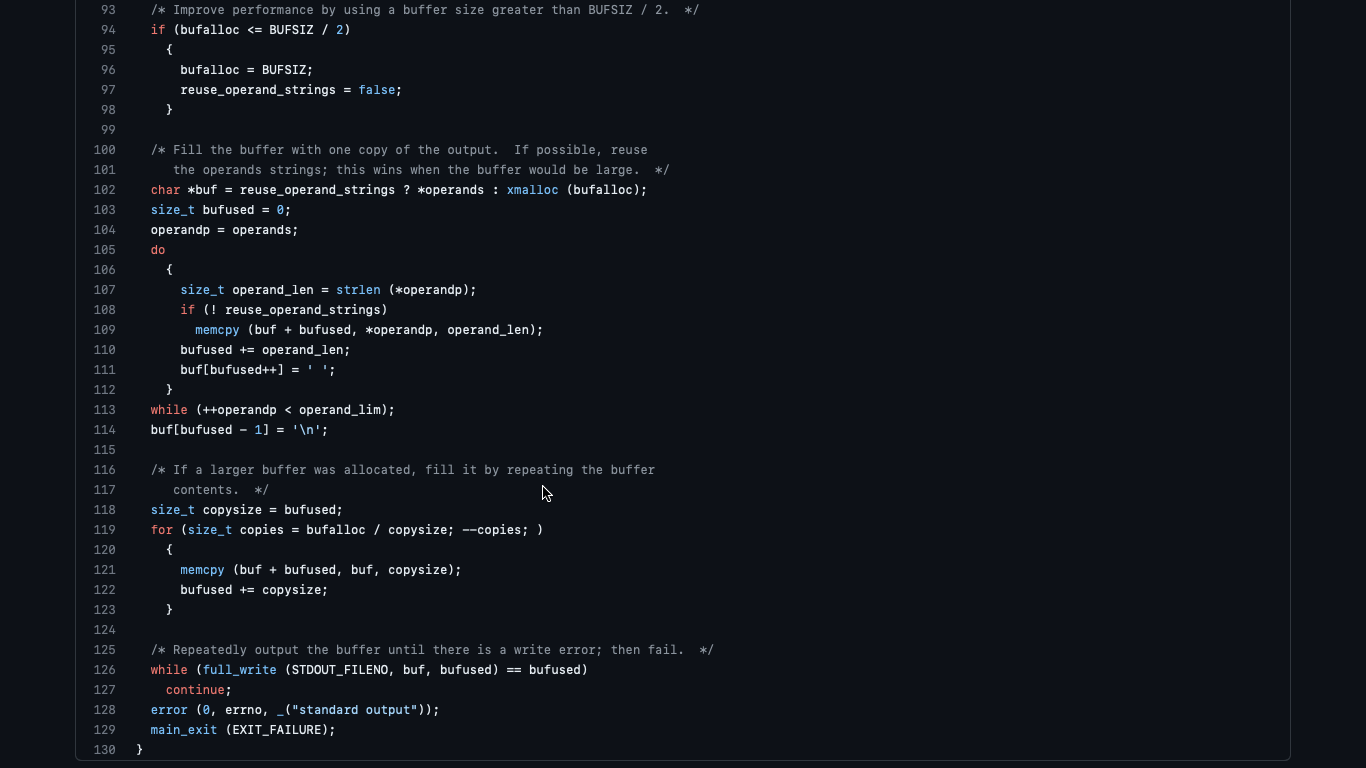 93 /* Improve performance by using a buffer size greater than BUFSIZ / 2.  */
94 if (bufalloc <= BUFSIZ / 2)
95 {
96 bufalloc = BUFSIZ;
97 reuse_operand_strings = false;
98 }
99
100 /* Fill the buffer with one copy of the output.  If possible, reuse
101 the operands strings; this wins when the buffer would be large.  */
102 char *buf = reuse_operand_strings ? *operands : xmalloc (bufalloc);
103 size_t bufused = 0;
104 operandp = operands;
105 do
106 {
107 size_t operand_len = strlen (*operandp);
108 if (! reuse_operand_strings)
109 memcpy (buf + bufused, *operandp, operand_len);
110 bufused += operand_len;
111 buf[bufused++] = ' ';
112 }
113 while (++operandp < operand_lim);
114 buf[bufused - 1] = '\n';
115
116 /* If a larger buffer was allocated, fill it by repeating the buffer
117 contents.  */
118 size_t copysize = bufused;
119 for (size_t copies = bufalloc / copysize; --copies; )
120 {
121 memcpy (buf + bufused, buf, copysize);
122 bufused += copysize;
123 }
124
125 /* Repeatedly output the buffer until there is a write error; then fail.  */
126 while (full_write (STDOUT_FILENO, buf, bufused) == bufused)
127 continue;
128 error (0, errno, _("standard output"));
129 main_exit (EXIT_FAILURE);
130 }